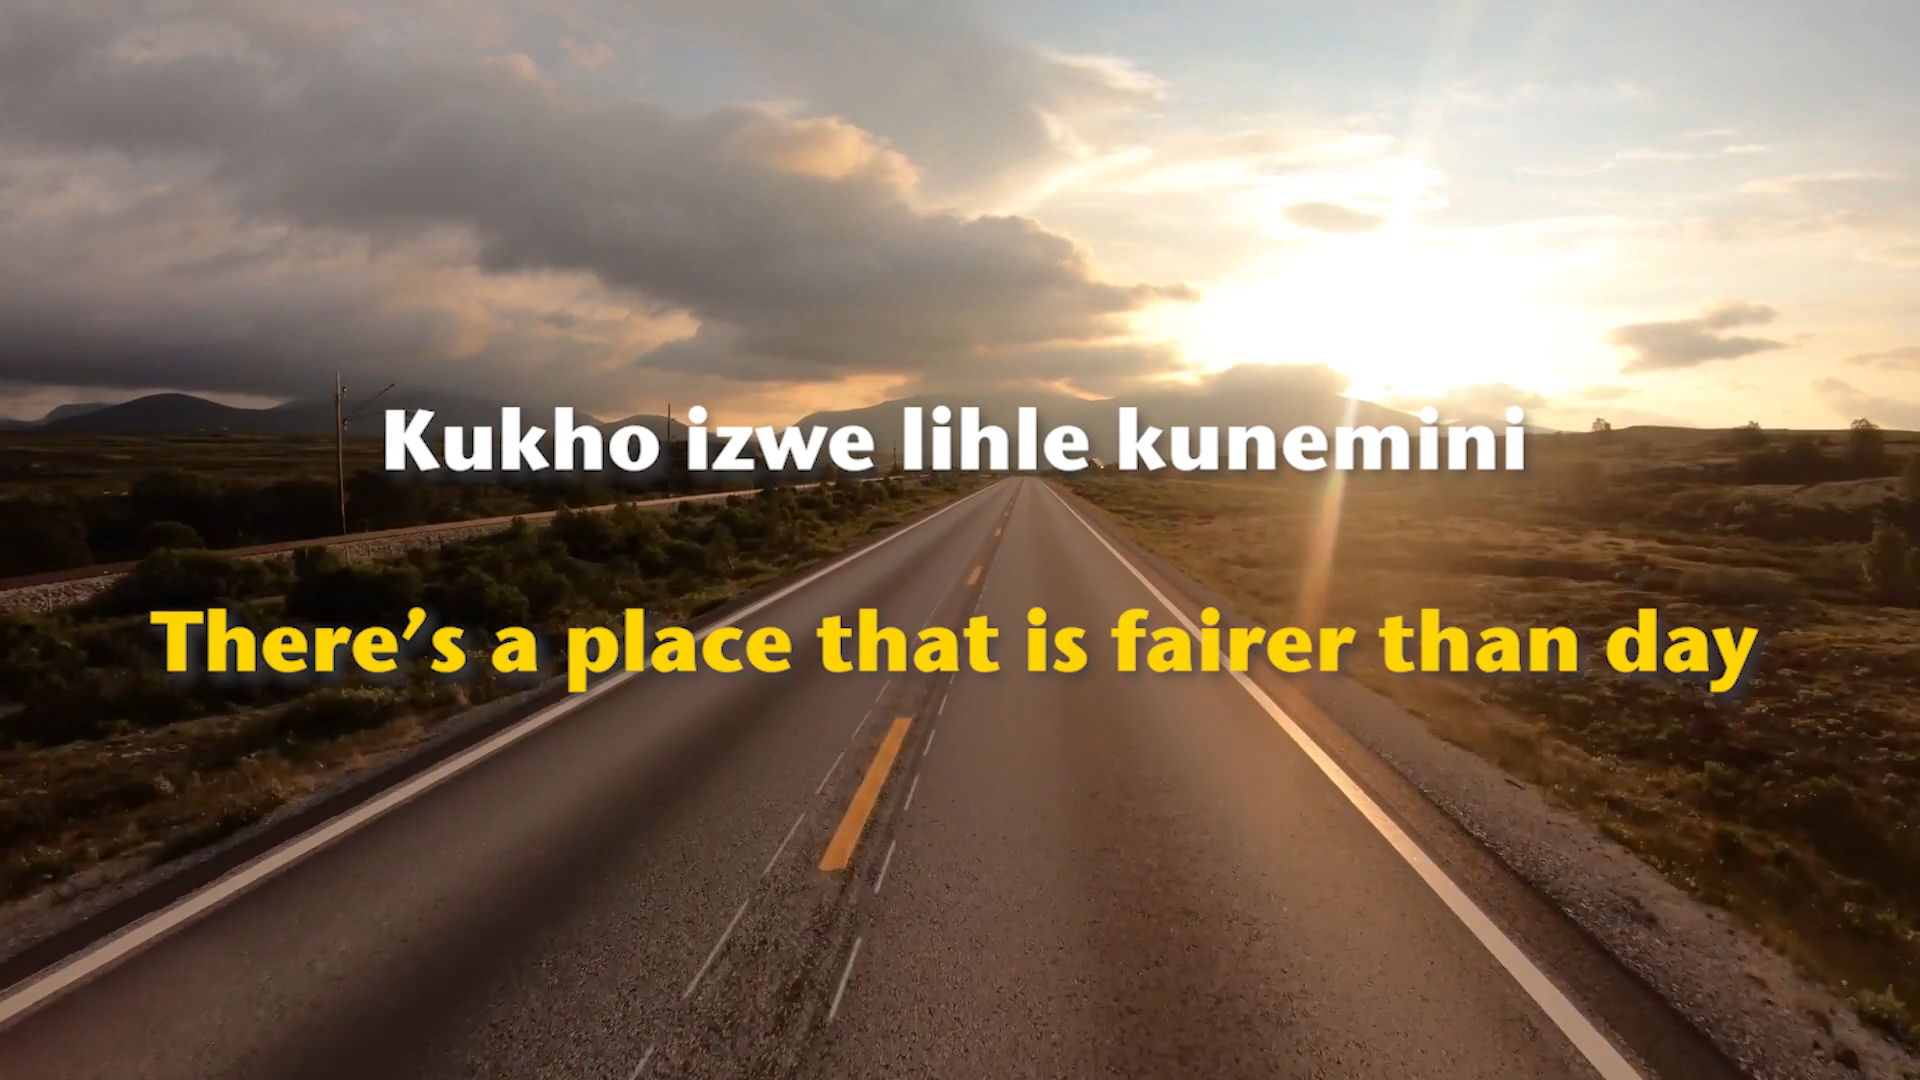 Kukho izwe lihle kunemini
There’s a place that is fairer than day